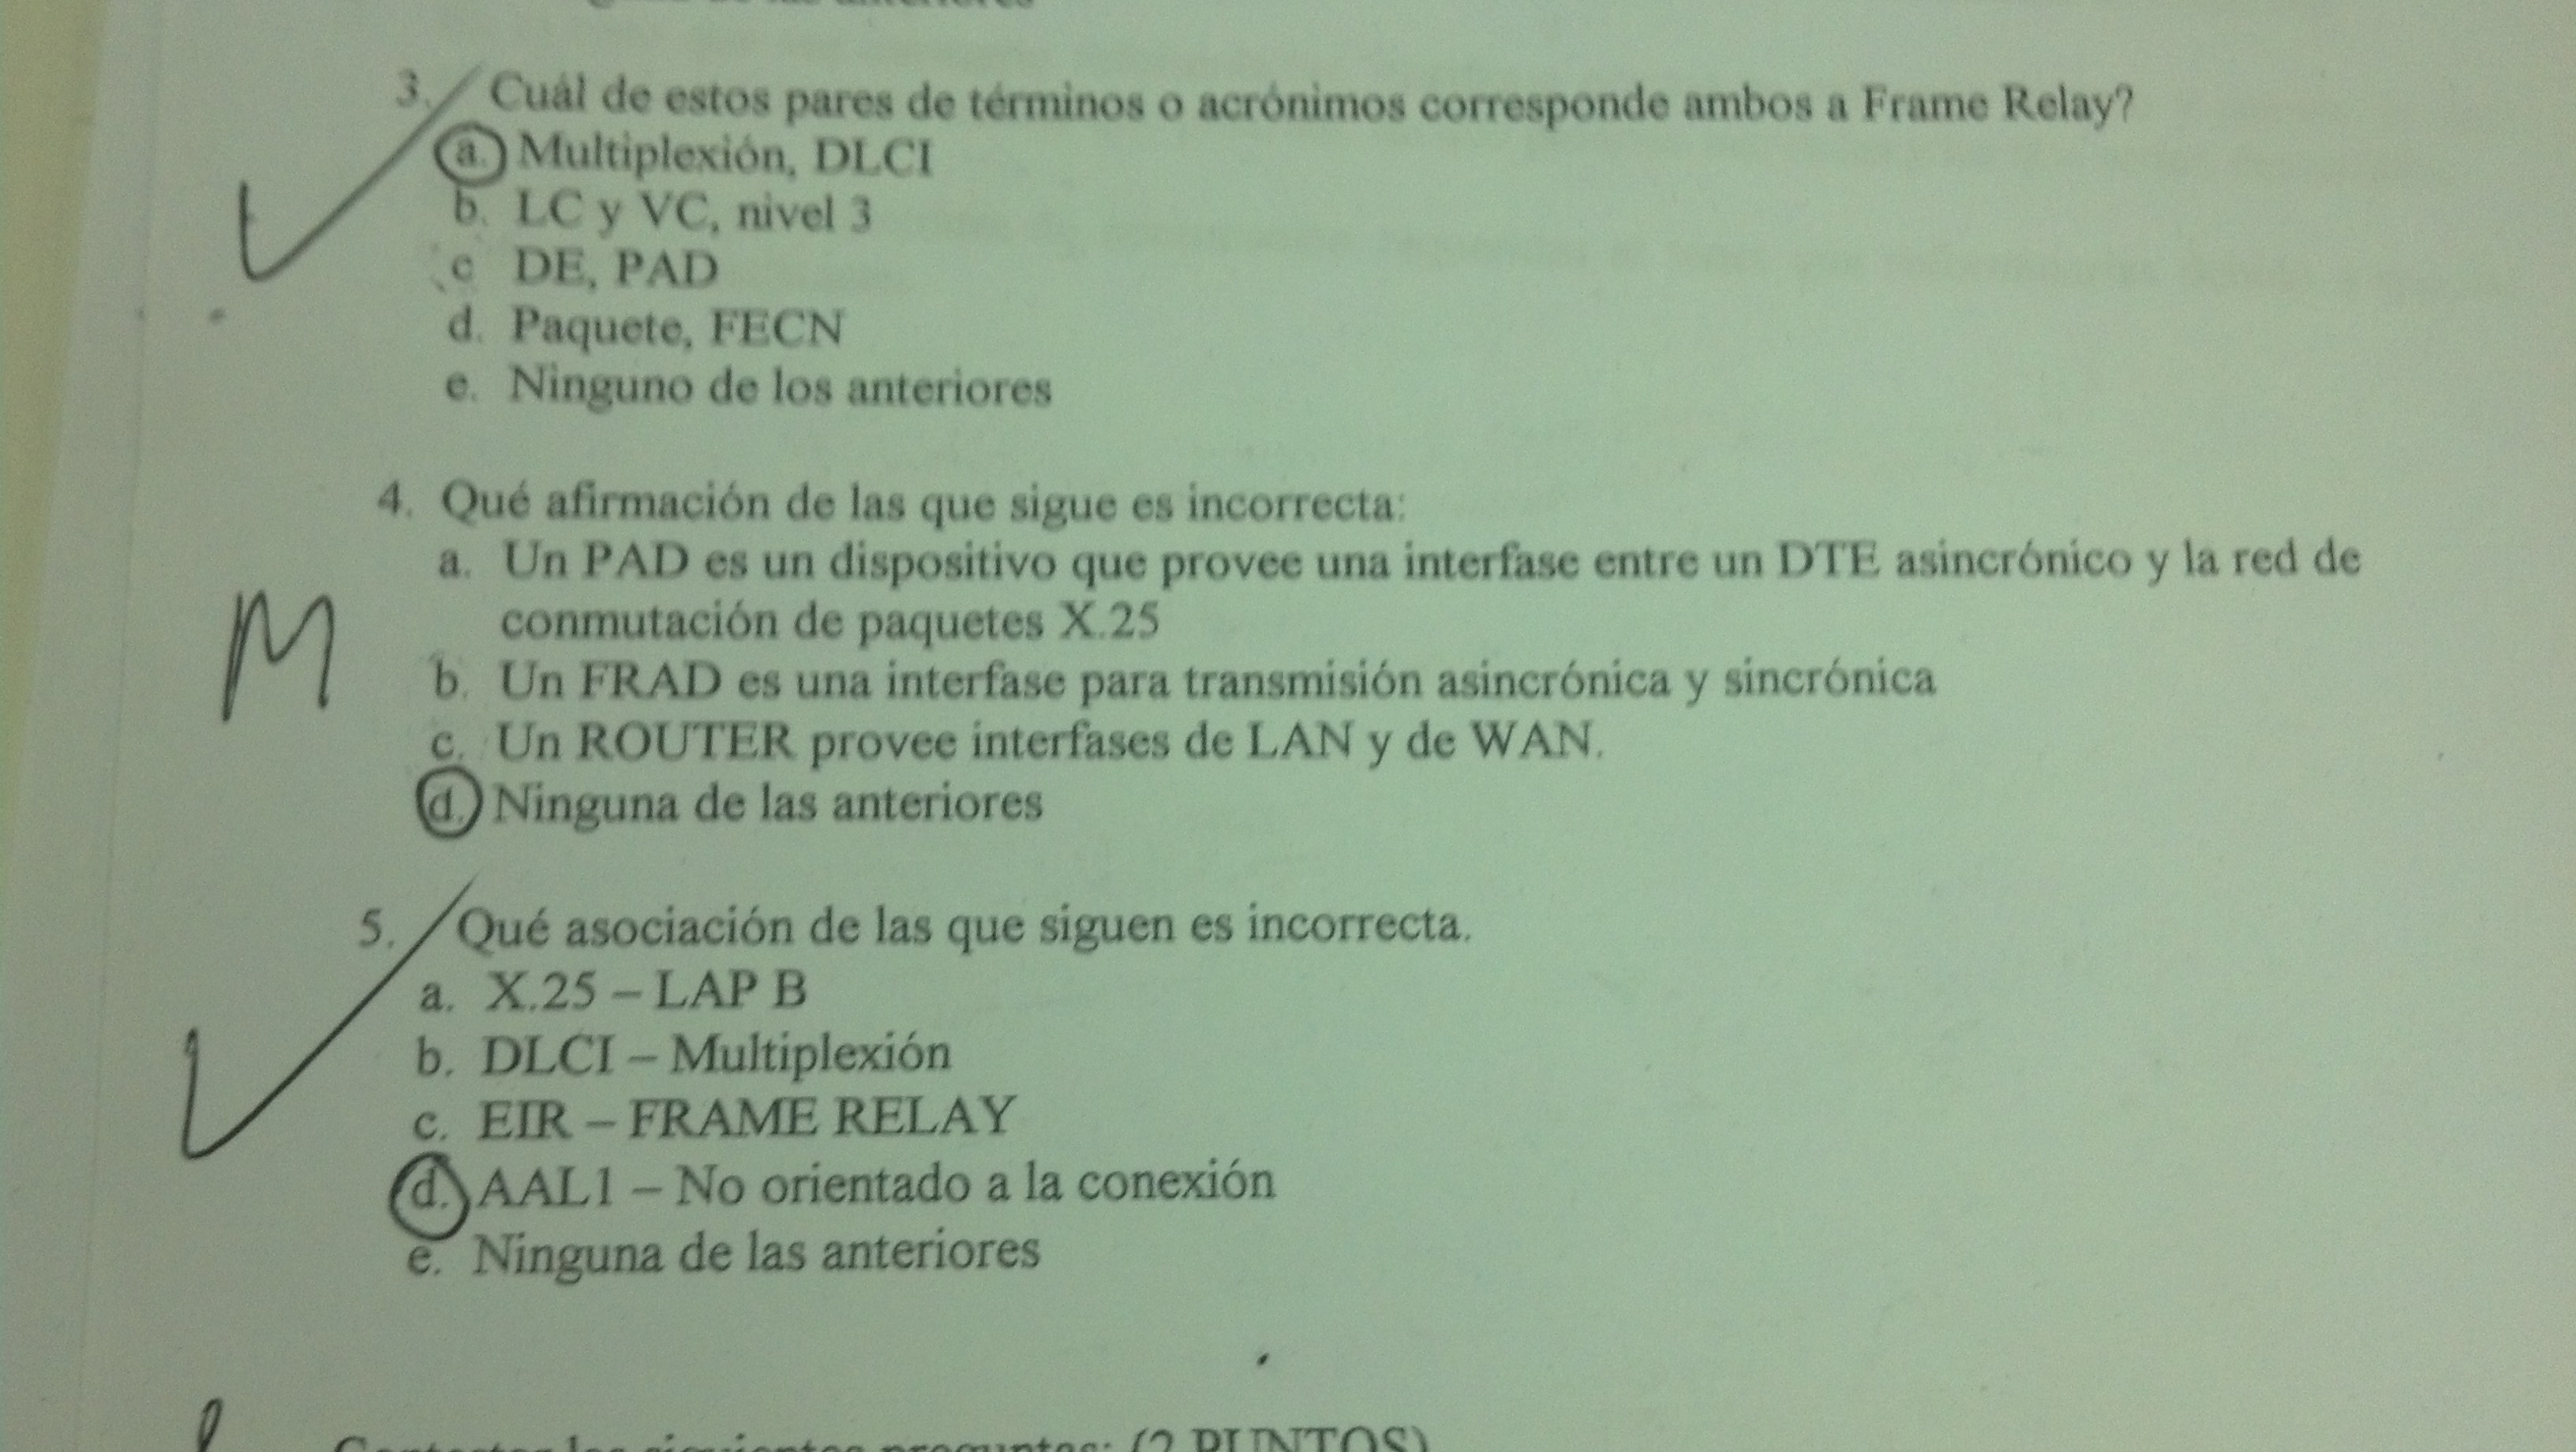 3. Cuál de estos pares de términos o acrónimos corresponde ambos a Frame Relay?
a. Multiplexión, DLCI
b. LC y VC, nivel 3
c DE, PAD
d. Paquete, FECN
e. Ninguno de los anteriores
4. Qué afirmación de las que sigue es incorrecta:
a. Un PAD es un dispositivo que provee una interfase entre un DTE asincrónico y la red de
conmutación de paquetes X.25
M
b. Un FRAD es una interfase para transmisión asincrónica y sincrónica
c. Un ROUTER provee interfases de LAN y de WAN.
d. Ninguna de las anteriores
5. Qué asociación de las que siguen es incorrecta.
a. X.25 – LAP B
b. DLCI – Multiplexión
c. EIR – FRAME RELAY
d. AAL1 – No orientado a la conexión
e. Ninguna de las anteriores
(2 PUNTOS)